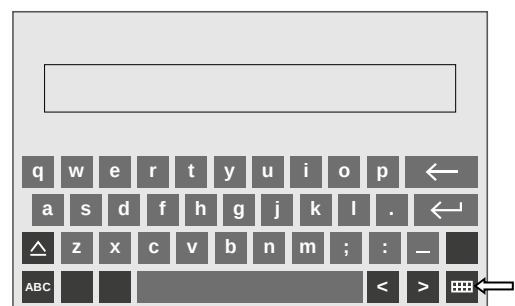 q w e r t y u i o p
a s d f g h j k l .
z x c v b n m ; : _
ABC < >